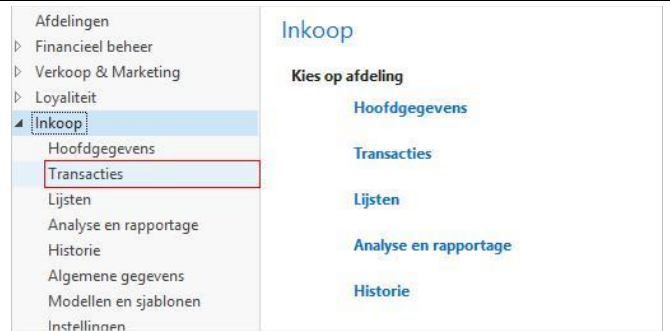 Afdelingen
Financieel beheer
Verkoop & Marketing
Loyaliteit
Inkoop
Hoofdgegevens
Transacties
Lijsten
Analyse en rapportage
Historie
Algemene gegevens
Modellen en sjablonen
Instellingen
Inkoop
Kies op afdeling
Hoofdgegevens
Transacties
Lijsten
Analyse en rapportage
Historie